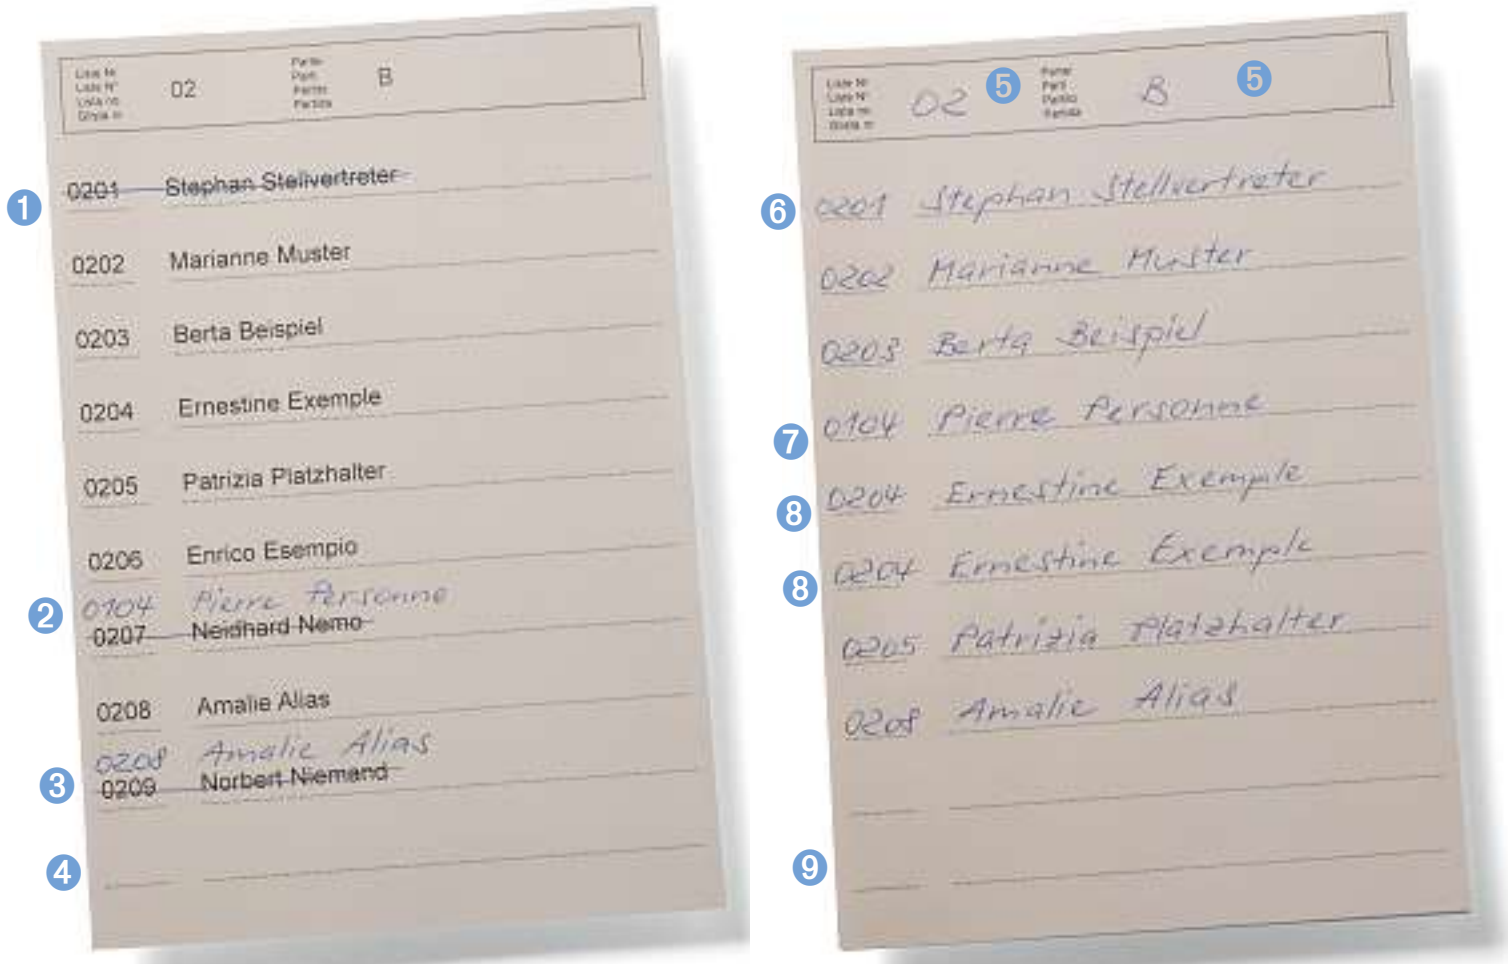 Liste Nr.
Liste N°
Lista no.
Glista nr.
02
Partei
Parti
Partito
Partida
B
1
0201 Stephan Stellvertreter
0202 Marianne Muster
0203 Berta Beispiel
0204 Ernestine Exemple
0205 Patrizia Platzhalter
0206 Enrico Esempio
2
0104 Pierre Personne
0207 Neidhard Nemo
0208 Amalie Alias
0208 Amalie Alias
3
0209 Norbert Niemand
4
Liste Nr.
Liste N°
Lista no.
Glista nr.
02
5
Partei
Parti
Partito
Partida
B
5
6
0201 Stephan Stellvertreter
0202 Marianne Muster
0203 Berta Beispiel
7
0104 Pierre Personne
8
0204 Ernestine Exemple
8
0204 Ernestine Exemple
0205 Patrizia Platzhalter
0208 Amalie Alias
9